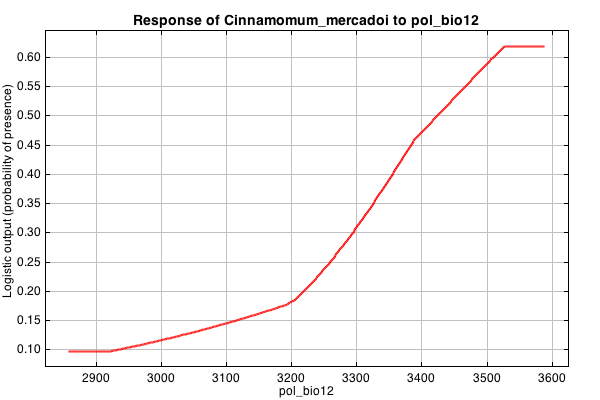 Response of Cinnamomum_mercadoi to pol_bio12
Logistic output (probability of presence)
0.60
0.55
0.50
0.45
0.40
0.35
0.30
0.25
0.20
0.15
0.10
2900 3000 3100 3200 3300 3400 3500 3600
pol_bio12